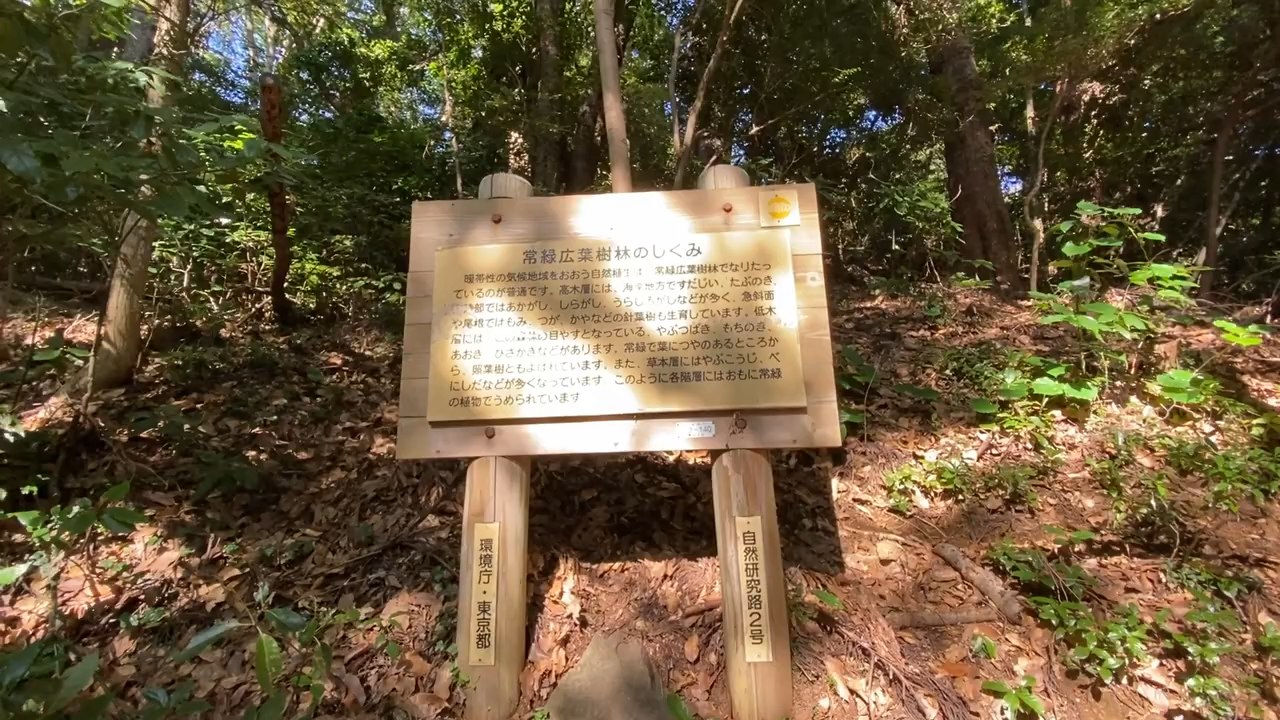 常緑広葉樹林のしくみ
暖帯性の気候地域をおおう自然植生は 常緑広葉樹林でなりたっ
ているのが普通です。高木層には、海岸地方ですだじい、たぶのき、
部ではあかがし、しらがし、うらじろがしなどが多く、急斜面
や尾根ではもみ、つが、かやなどの針葉樹も生育しています。低木
層には の目やすとなっている、やぶつばき、もちのき、
あおき ひさかきなどがあります。常緑で葉につやのあるところか
ら、照葉樹ともよばれています。また、草本層にはやぶこうじ、べ
にしだなどが多くなっています このように各階層にはおもに常緑
の植物でうめられています
環境庁・東京都
自然研究路2号